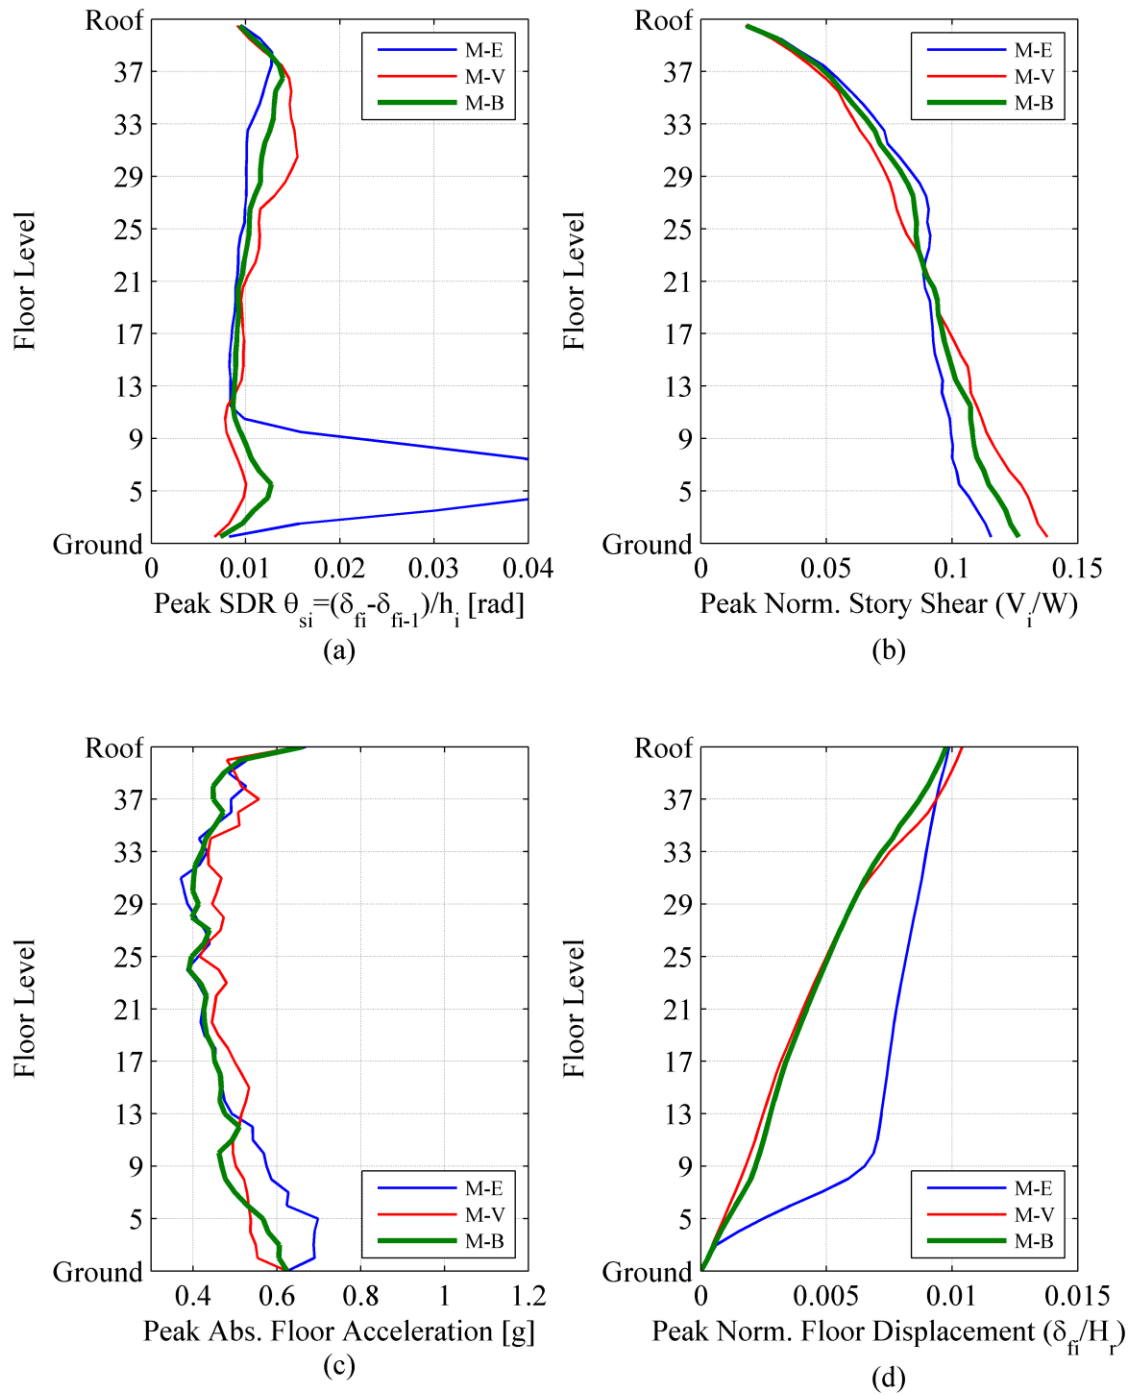 Roof
37
33
29
25
21
17
13
9
5
Ground
Floor Level
M-E
M-V
M-B
0 0.01 0.02 0.03 0.04
Peak SDR θsi=(δfi-δfi-1)/hi [rad]
(a)
Roof
37
33
29
25
21
17
13
9
5
Ground
Floor Level
M-E
M-V
M-B
0 0.05 0.1 0.15
Peak Norm. Story Shear (Vi/W)
(b)
Roof
37
33
29
25
21
17
13
9
5
Ground
Floor Level
M-E
M-V
M-B
0.4 0.6 0.8 1 1.2
Peak Abs. Floor Acceleration [g]
(c)
Roof
37
33
29
25
21
17
13
9
5
Ground
Floor Level
M-E
M-V
M-B
0 0.005 0.01 0.015
Peak Norm. Floor Displacement (δfi/Hr)
(d)